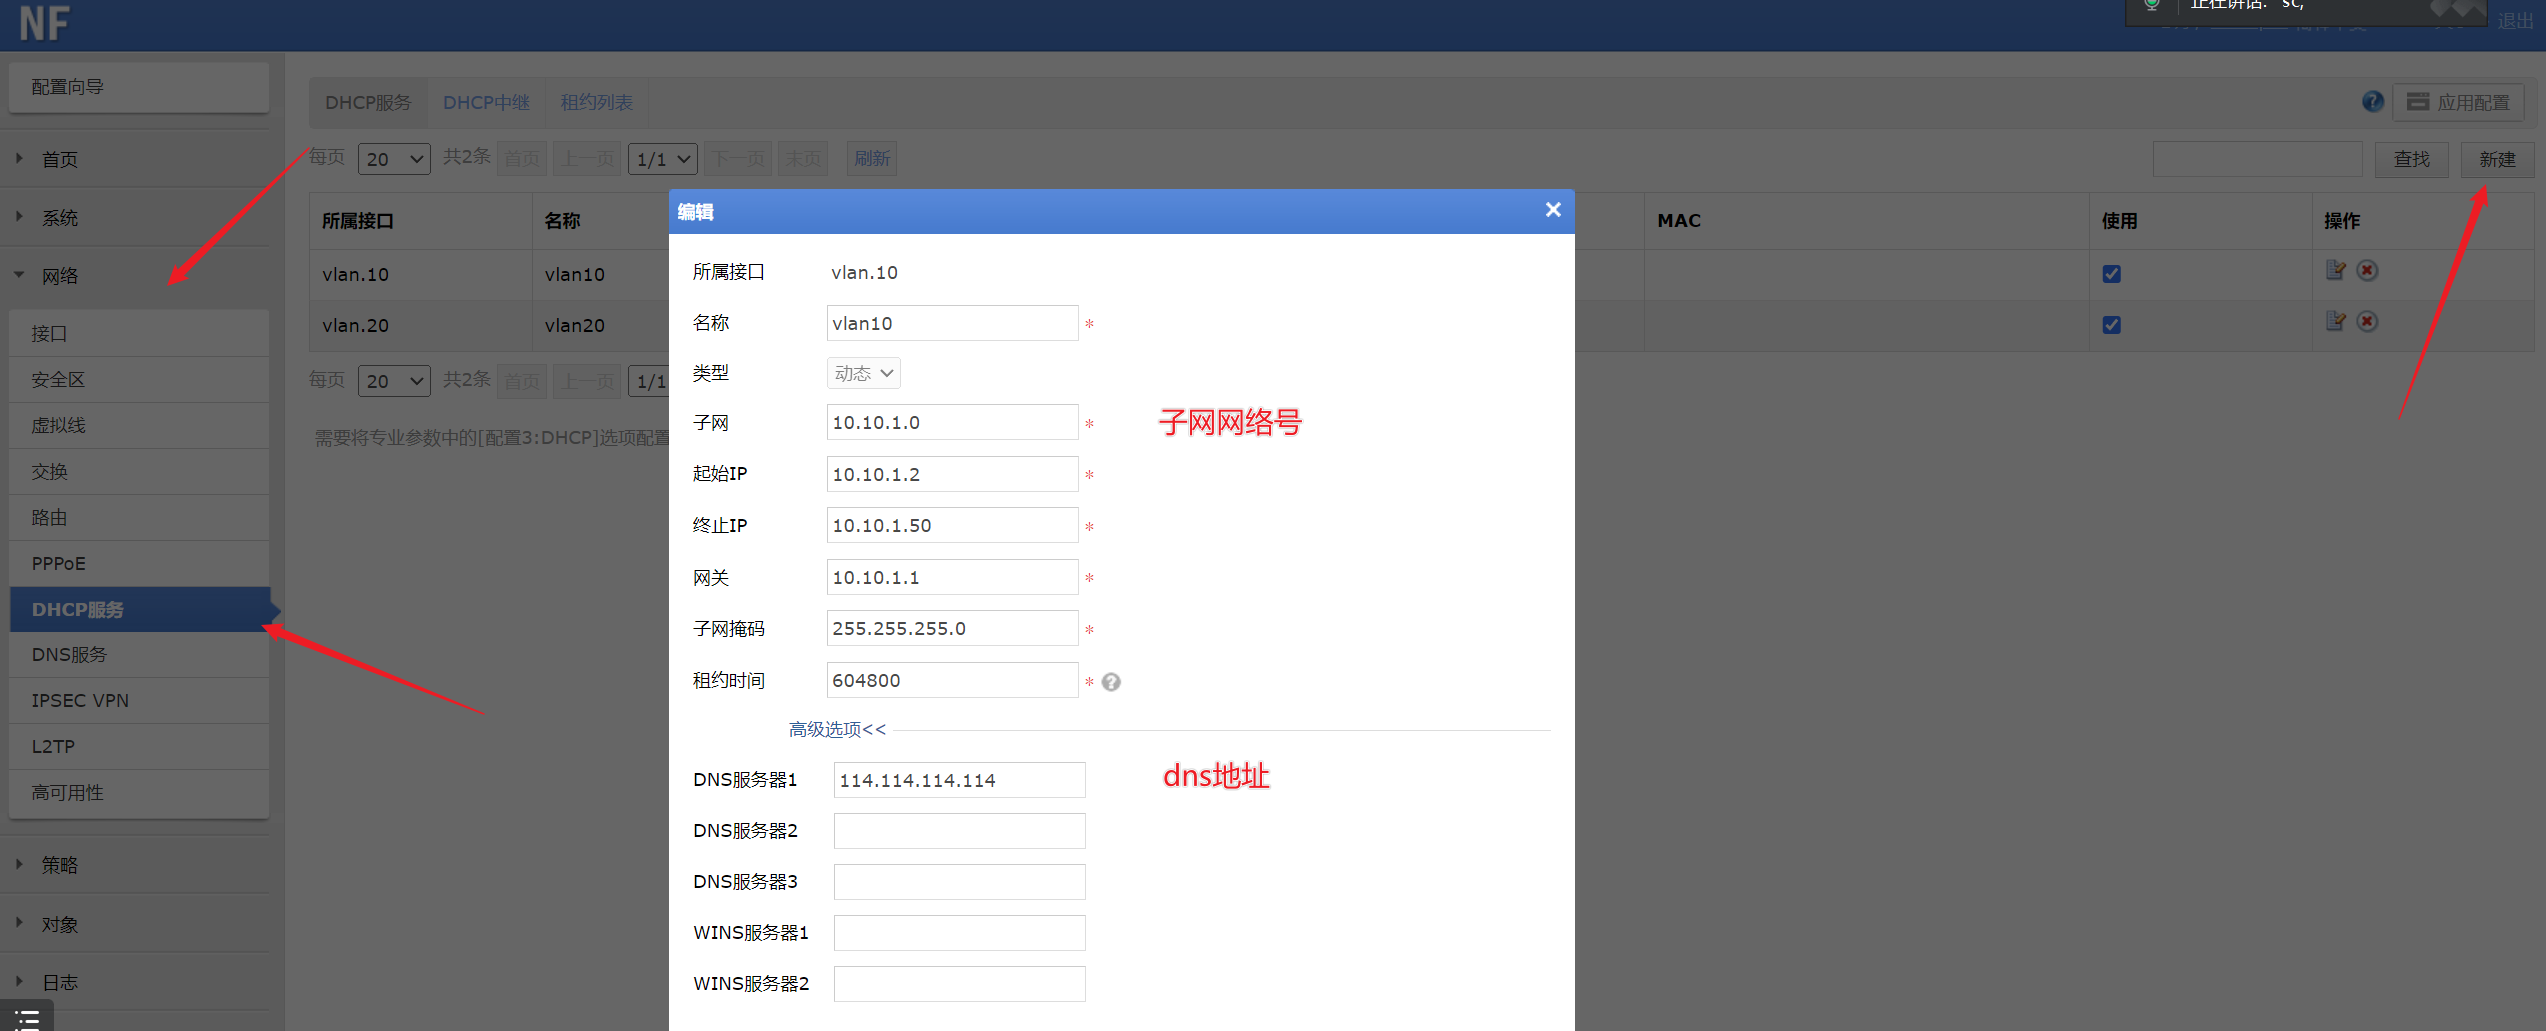 NF
正在讲话: sc;
退出
配置向导
首页
系统
网络
接口
安全区
虚拟线
交换
路由
PPPoE
DHCP服务
DNS服务
IPSEC VPN
L2TP
高可用性
策略
对象
日志
DHCP服务 DHCP中继 租约列表
应用配置
每页 20 共2条 首页 上一页 1/1 下一页 末页 刷新
查找 新建
所属接口 名称 MAC 使用 操作
vlan.10 vlan10
vlan.20 vlan20
每页 20 共2条 首页 上一页 1/1
需要将专业参数中的[配置3:DHCP]选项配置
编辑
所属接口 vlan.10
名称 vlan10 *
类型 动态
子网 10.10.1.0 * 子网网络号
起始IP 10.10.1.2 *
终止IP 10.10.1.50 *
网关 10.10.1.1 *
子网掩码 255.255.255.0 *
租约时间 604800 * ?
高级选项<<
DNS服务器1 114.114.114.114 dns地址
DNS服务器2
DNS服务器3
WINS服务器1
WINS服务器2